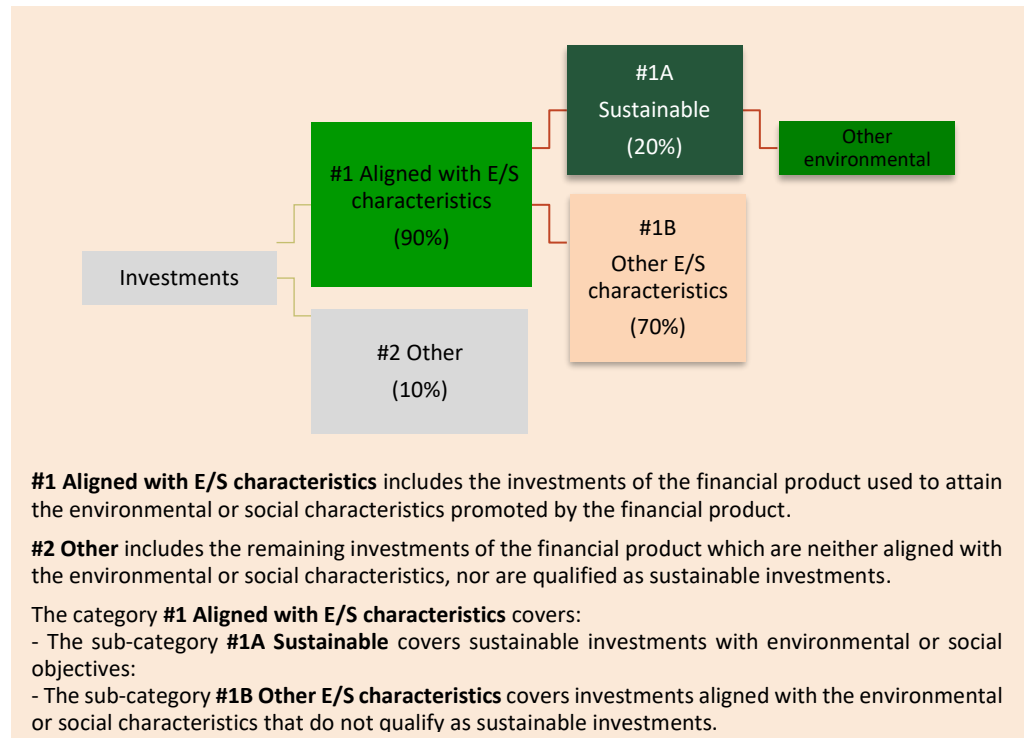 #1A
Sustainable
(20%)
Other
environmental
#1 Aligned with E/S
characteristics
(90%)
#1B
Other E/S
characteristics
(70%)
Investments
#2 Other
(10%)
#1 Aligned with E/S characteristics includes the investments of the financial product used to attain
the environmental or social characteristics promoted by the financial product.
#2 Other includes the remaining investments of the financial product which are neither aligned with
the environmental or social characteristics, nor are qualified as sustainable investments.
The category #1 Aligned with E/S characteristics covers:
- The sub-category #1A Sustainable covers sustainable investments with environmental or social
objectives:
- The sub-category #1B Other E/S characteristics covers investments aligned with the environmental
or social characteristics that do not qualify as sustainable investments.